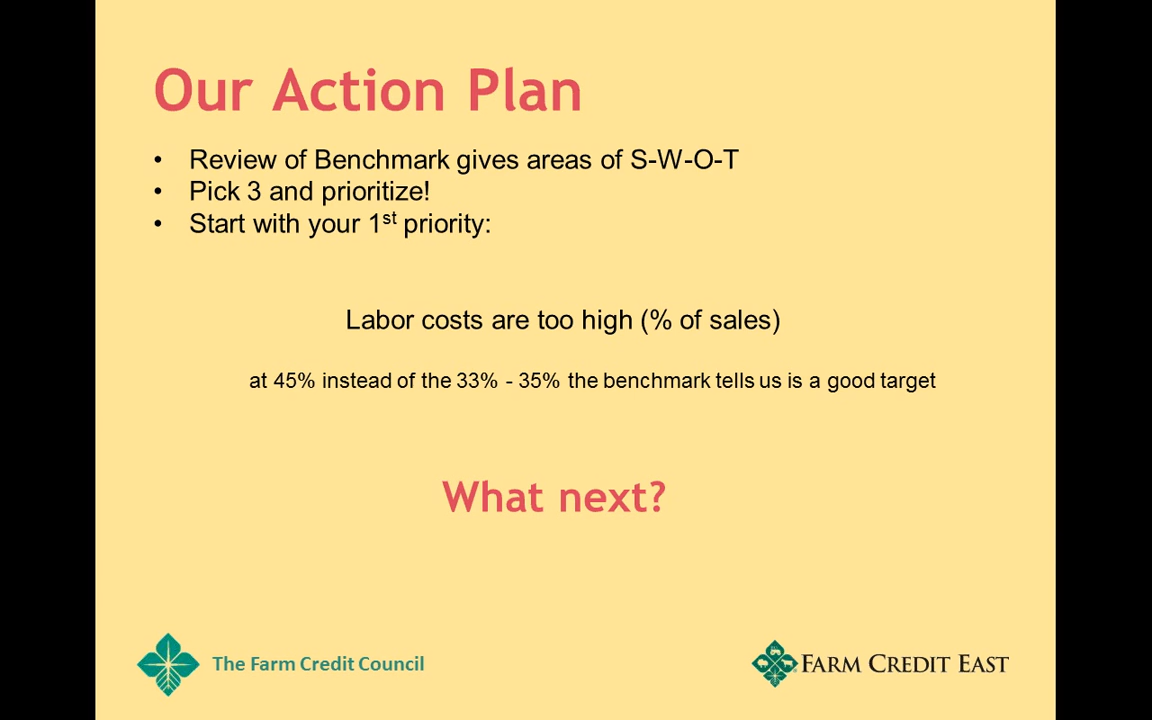 Our Action Plan
• Review of Benchmark gives areas of S-W-O-T
• Pick 3 and prioritize!
• Start with your 1st priority:
Labor costs are too high (% of sales)
at 45% instead of the 33% - 35% the benchmark tells us is a good target
What next?
The Farm Credit Council
FARM CREDIT EAST